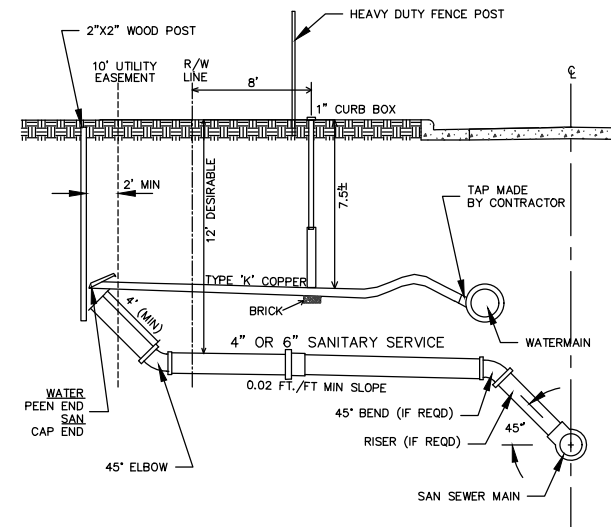 HEAVY DUTY FENCE POST
2"X2" WOOD POST
10' UTILITY
EASEMENT
R/W
LINE
8'
℄
1" CURB BOX
2' MIN
12' DESIRABLE
7.5±
TAP MADE
BY CONTRACTOR
TYPE 'K' COPPER
4' (MIN)
BRICK
WATERMAIN
4" OR 6" SANITARY SERVICE
0.02 FT./FT MIN SLOPE
WATER
PEEN END
SAN
CAP END
45° BEND (IF REQD)
RISER (IF REQD)
45°
45° ELBOW
SAN SEWER MAIN